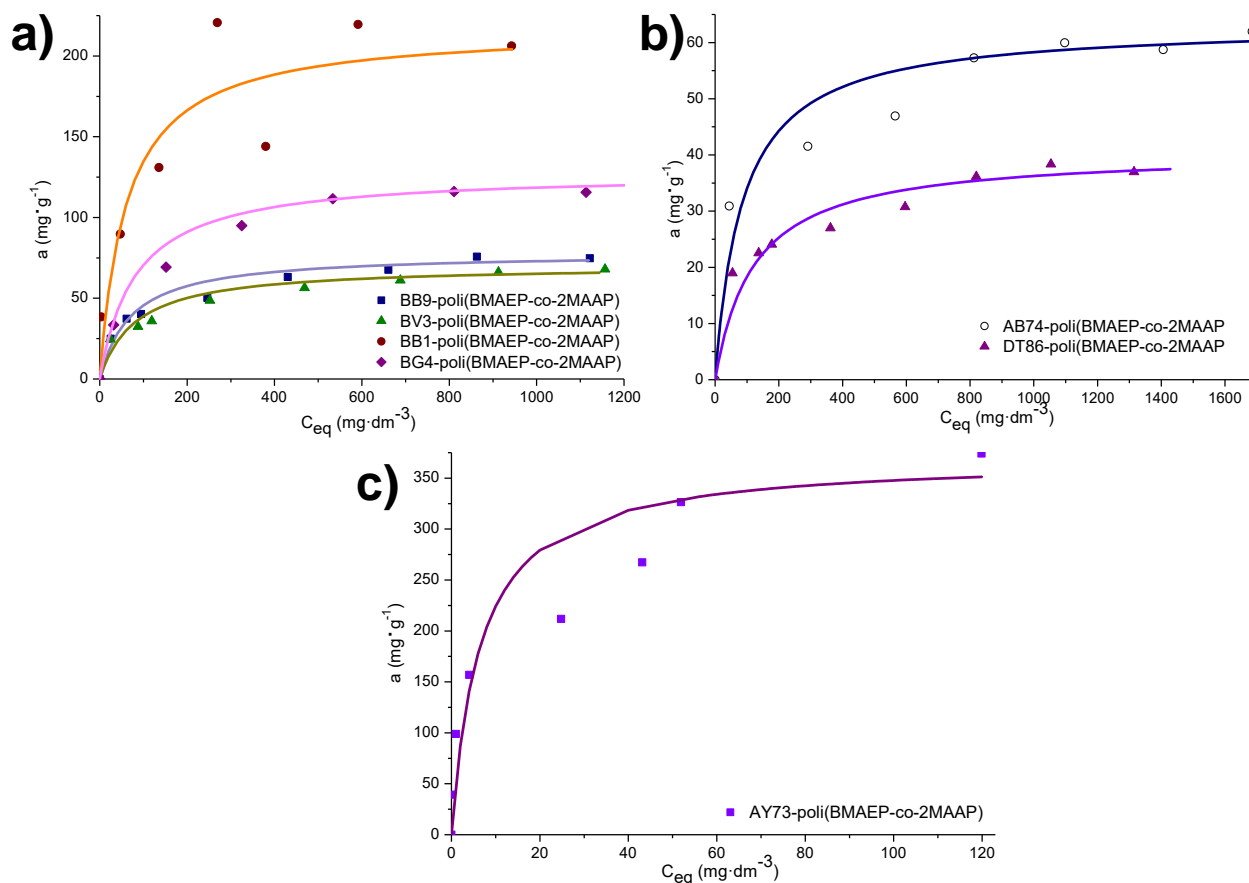 a)
200
150
100
50
0
a (mg·g⁻¹)
BB9-poli(BMAEP-co-2MAAP)
BV3-poli(BMAEP-co-2MAAP)
BB1-poli(BMAEP-co-2MAAP)
BG4-poli(BMAEP-co-2MAAP)
0 200 400 600 800 1000 1200
Ceq (mg·dm⁻³)
b)
60
50
40
30
20
10
0
a (mg·g⁻¹)
AB74-poli(BMAEP-co-2MAAP
DT86-poli(BMAEP-co-2MAAP
0 200 400 600 800 1000 1200 1400 1600
Ceq (mg·dm⁻³)
c)
350
300
250
200
150
100
50
0
a (mg·g⁻¹)
AY73-poli(BMAEP-co-2MAAP)
0 20 40 60 80 100 120
Ceq (mg·dm⁻³)